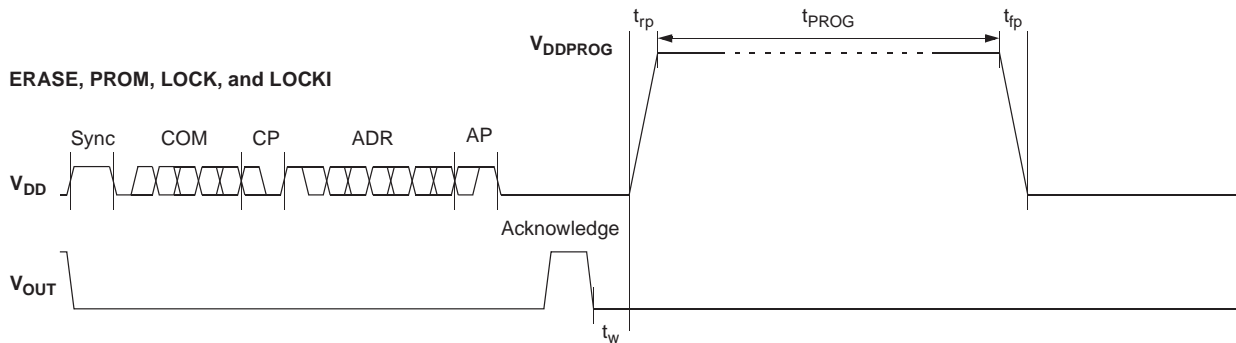 t_rp t_PROG t_fp
V_DDPROG
ERASE, PROM, LOCK, and LOCKI
Sync COM CP ADR AP
V_DD
Acknowledge
V_OUT
t_w